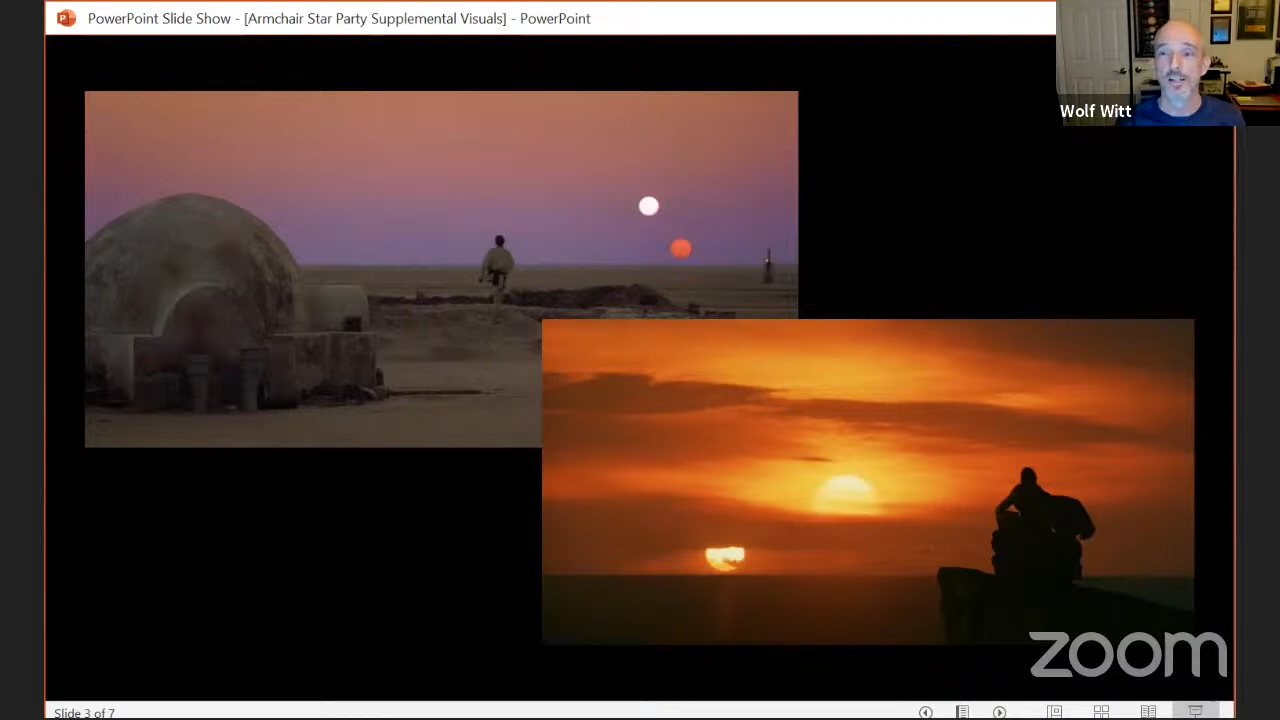 PowerPoint Slide Show - [Armchair Star Party Supplemental Visuals] - PowerPoint
Wolf Witt
zoom
Slide 3 of 7